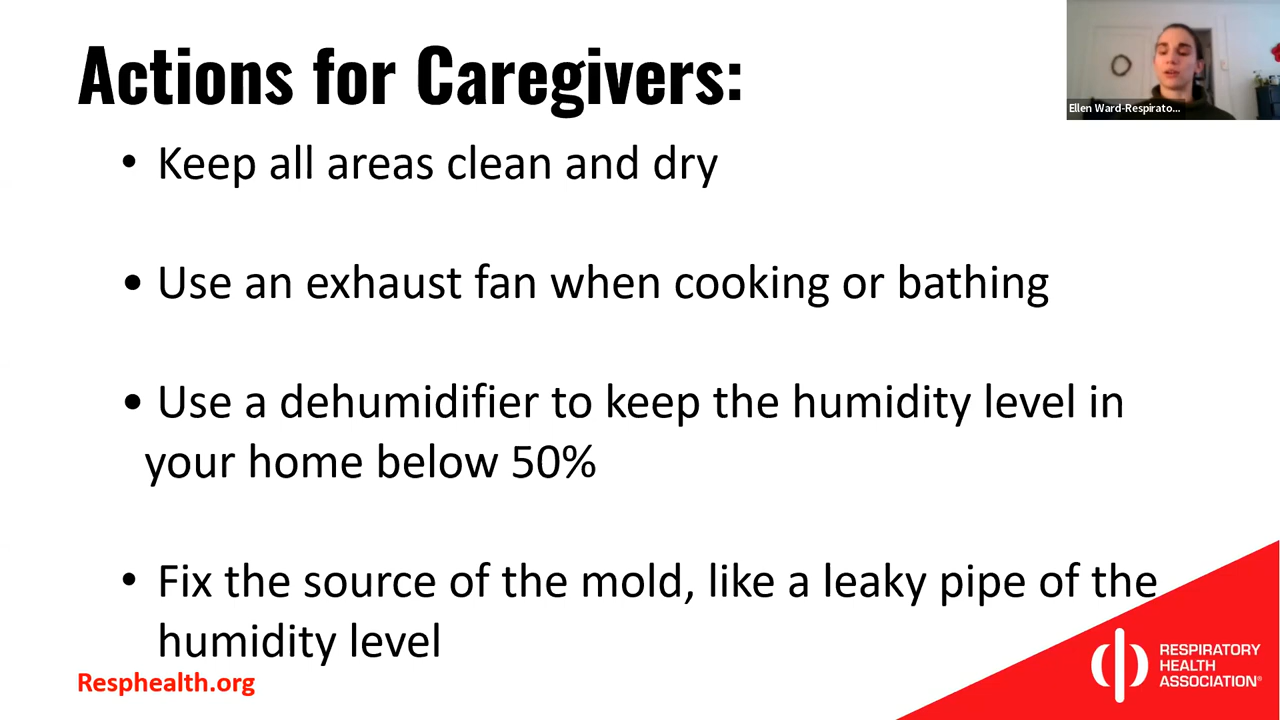 Actions for Caregivers:
Ellen Ward-Respirato...
• Keep all areas clean and dry
• Use an exhaust fan when cooking or bathing
• Use a dehumidifier to keep the humidity level in
your home below 50%
• Fix the source of the mold, like a leaky pipe of the
humidity level
Resphealth.org
RESPIRATORY
HEALTH
ASSOCIATION®